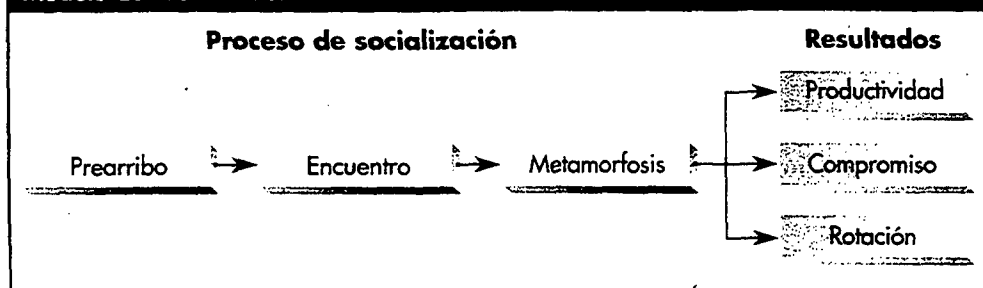 Proceso de socialización
Resultados
Productividad
Prearribo
Encuentro
Metamorfosis
Compromiso
Rotación